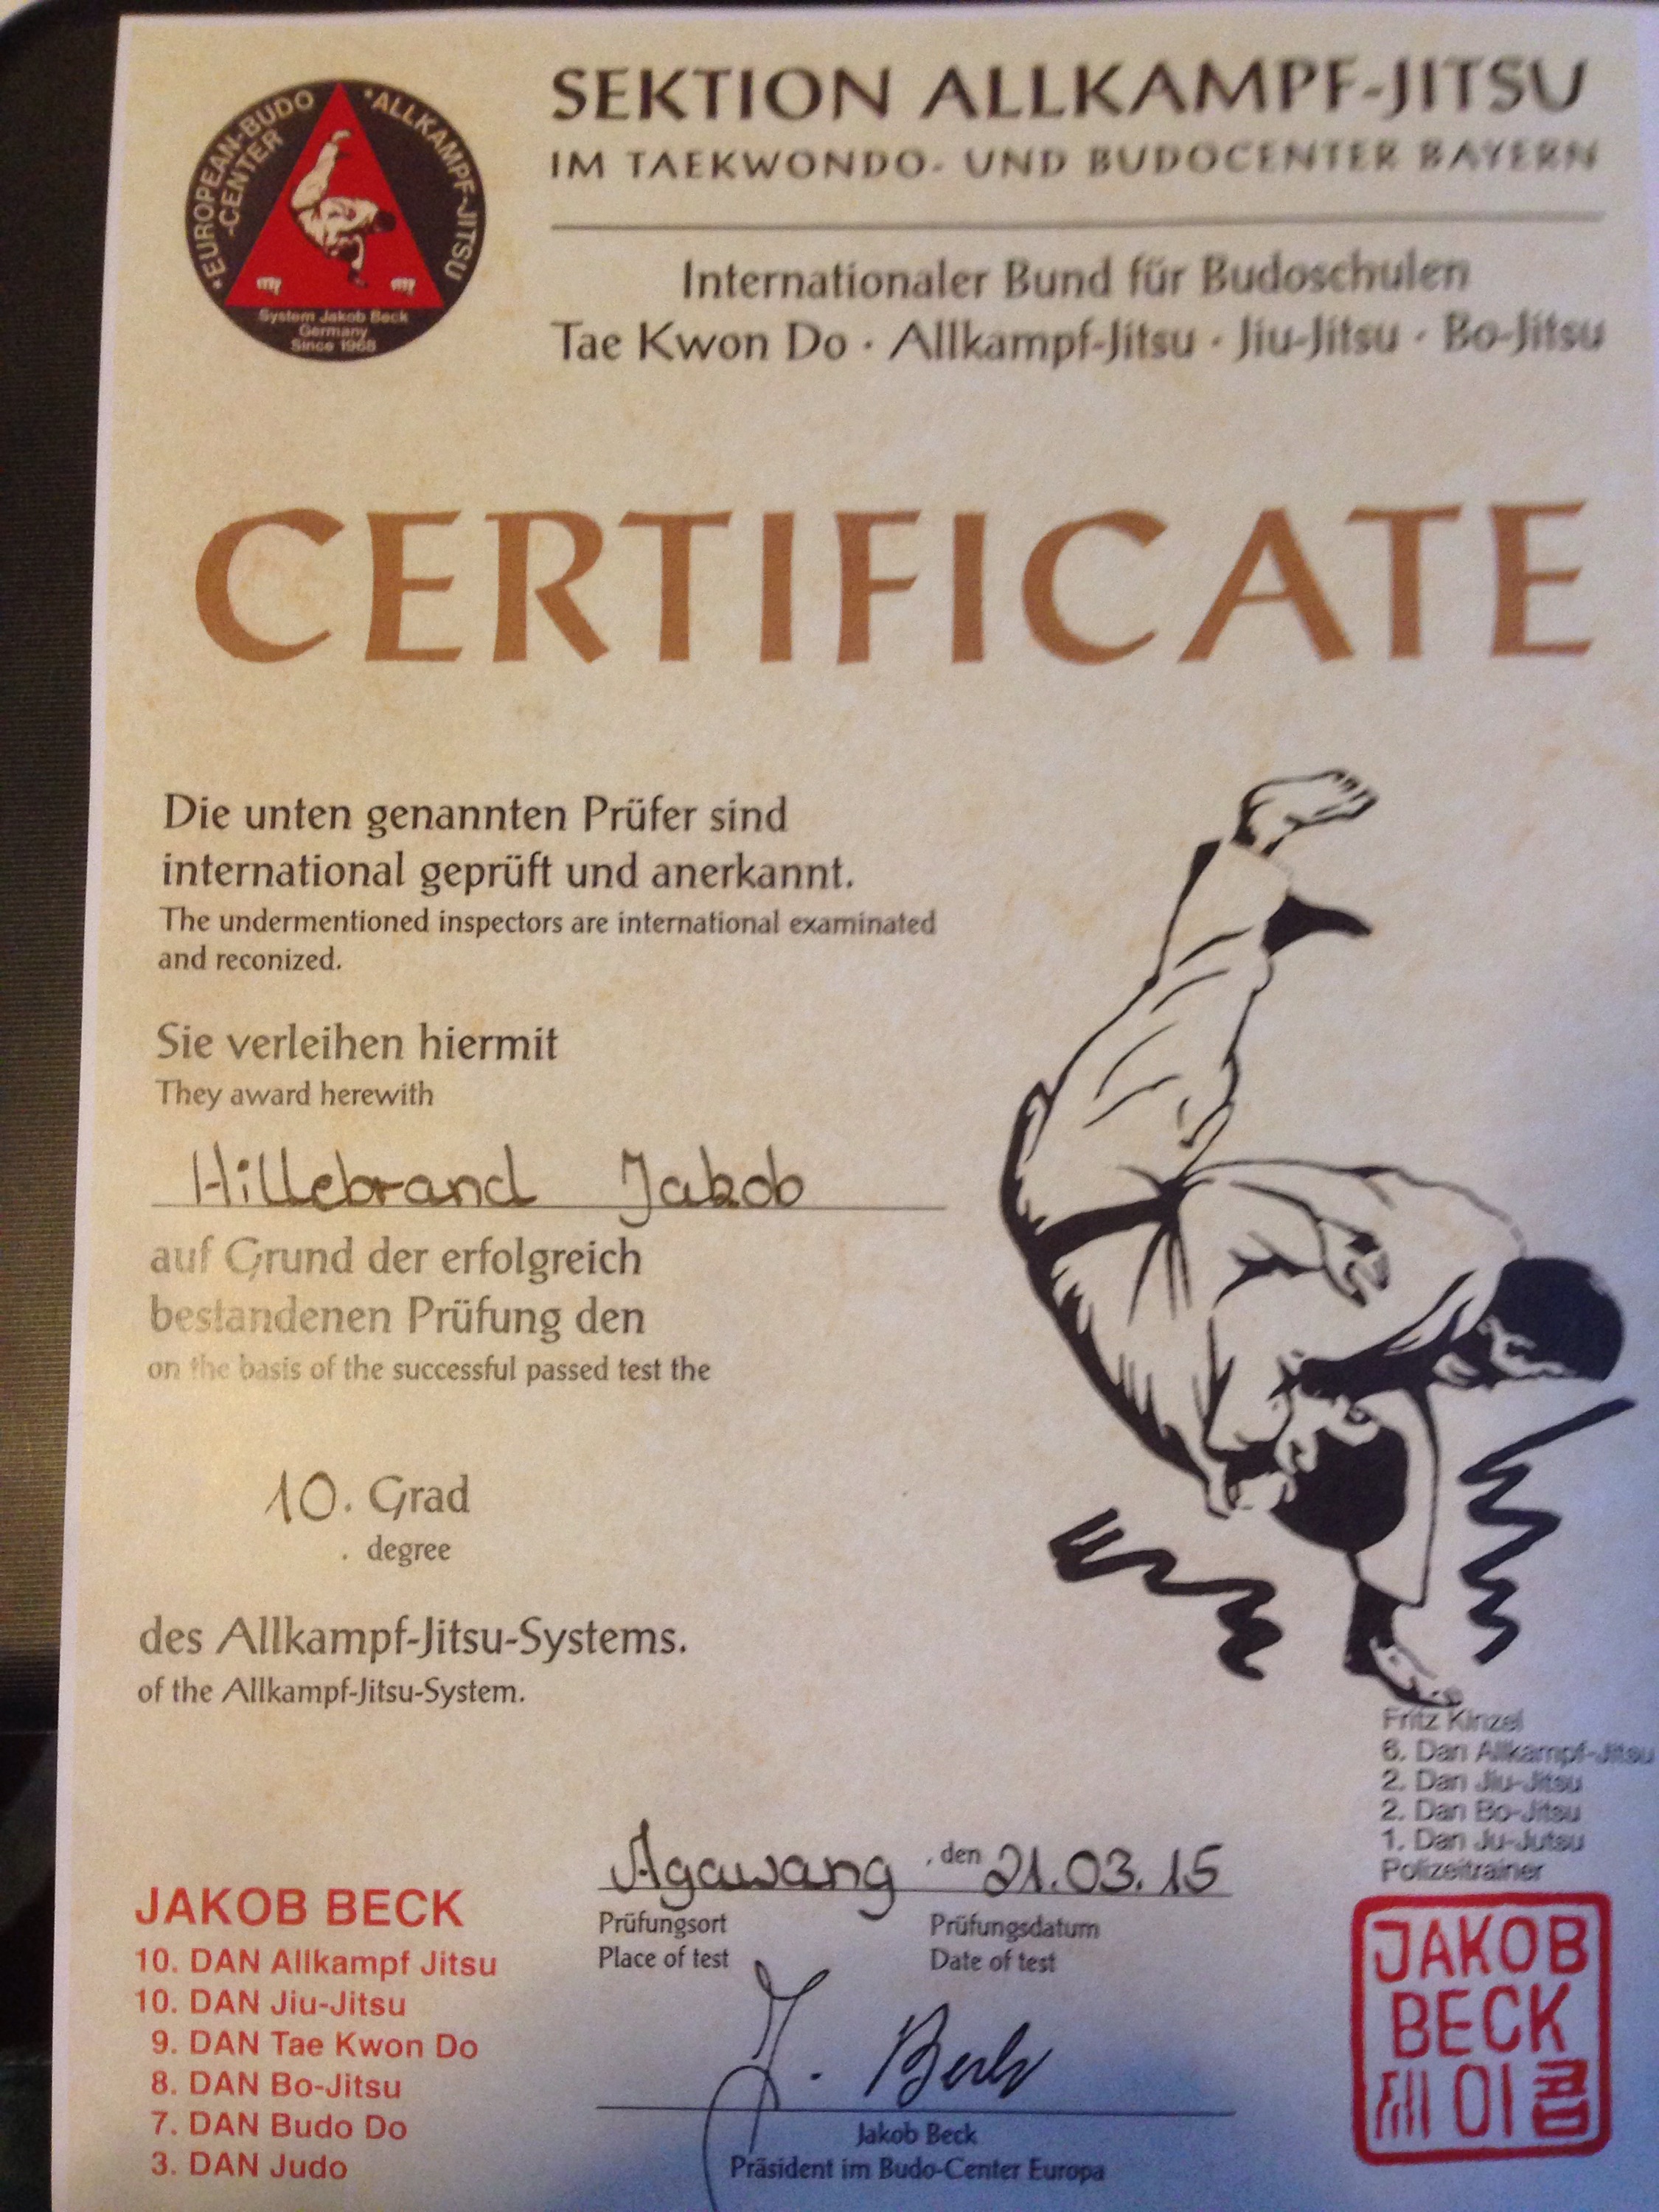 *EUROPEAN-BUDO
-CENTER
*ALLKAMPF-JITSU
System Jakob Beck
Germany
Since 1968
SEKTION ALLKAMPF-JITSU
IM TAEKWONDO- UND BUDOCENTER BAYERN
Internationaler Bund für Budoschulen
Tae Kwon Do · Allkampf-Jitsu · Jiu-Jitsu · Bo-Jitsu
CERTIFICATE
Die unten genannten Prüfer sind
international geprüft und anerkannt.
The undermentioned inspectors are international examinated
and reconized.
Sie verleihen hiermit
They award herewith
Hillebrand Jakob
auf Grund der erfolgreich
bestandenen Prüfung den
on the basis of the successful passed test the
10. Grad
. degree
des Allkampf-Jitsu-Systems.
of the Allkampf-Jitsu-System.
Fritz Kinzel
6. Dan Allkampf-Jitsu
2. Dan Jiu-Jitsu
2. Dan Bo-Jitsu
1. Dan Ju-Jutsu
Polizeitrainer
Agawang , den 21.03.15
Prüfungsort Prüfungsdatum
Place of test Date of test
JAKOB BECK
10. DAN Allkampf Jitsu
10. DAN Jiu-Jitsu
9. DAN Tae Kwon Do
8. DAN Bo-Jitsu
7. DAN Budo Do
3. DAN Judo
J. Beck
Jakob Beck
Präsident im Budo-Center Europa
JAKOB
BECK